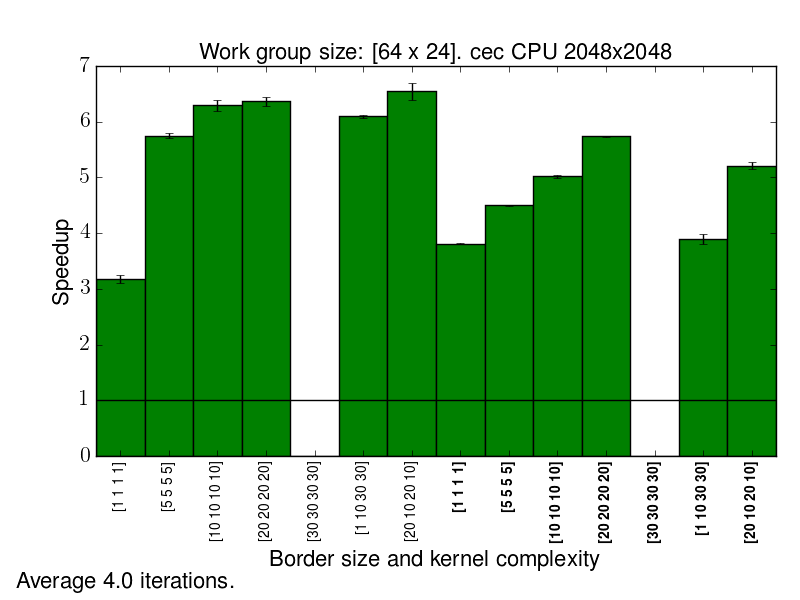 Work group size: [64 x 24]. cec CPU 2048x2048
7
6
5
4
3
2
1
0
Speedup
[1 1 1 1]
[5 5 5 5]
[10 10 10 10]
[20 20 20 20]
[30 30 30 30]
[1 10 30 30]
[20 10 20 10]
[1 1 1 1]
[5 5 5 5]
[10 10 10 10]
[20 20 20 20]
[30 30 30 30]
[1 10 30 30]
[20 10 20 10]
Border size and kernel complexity
Average 4.0 iterations.